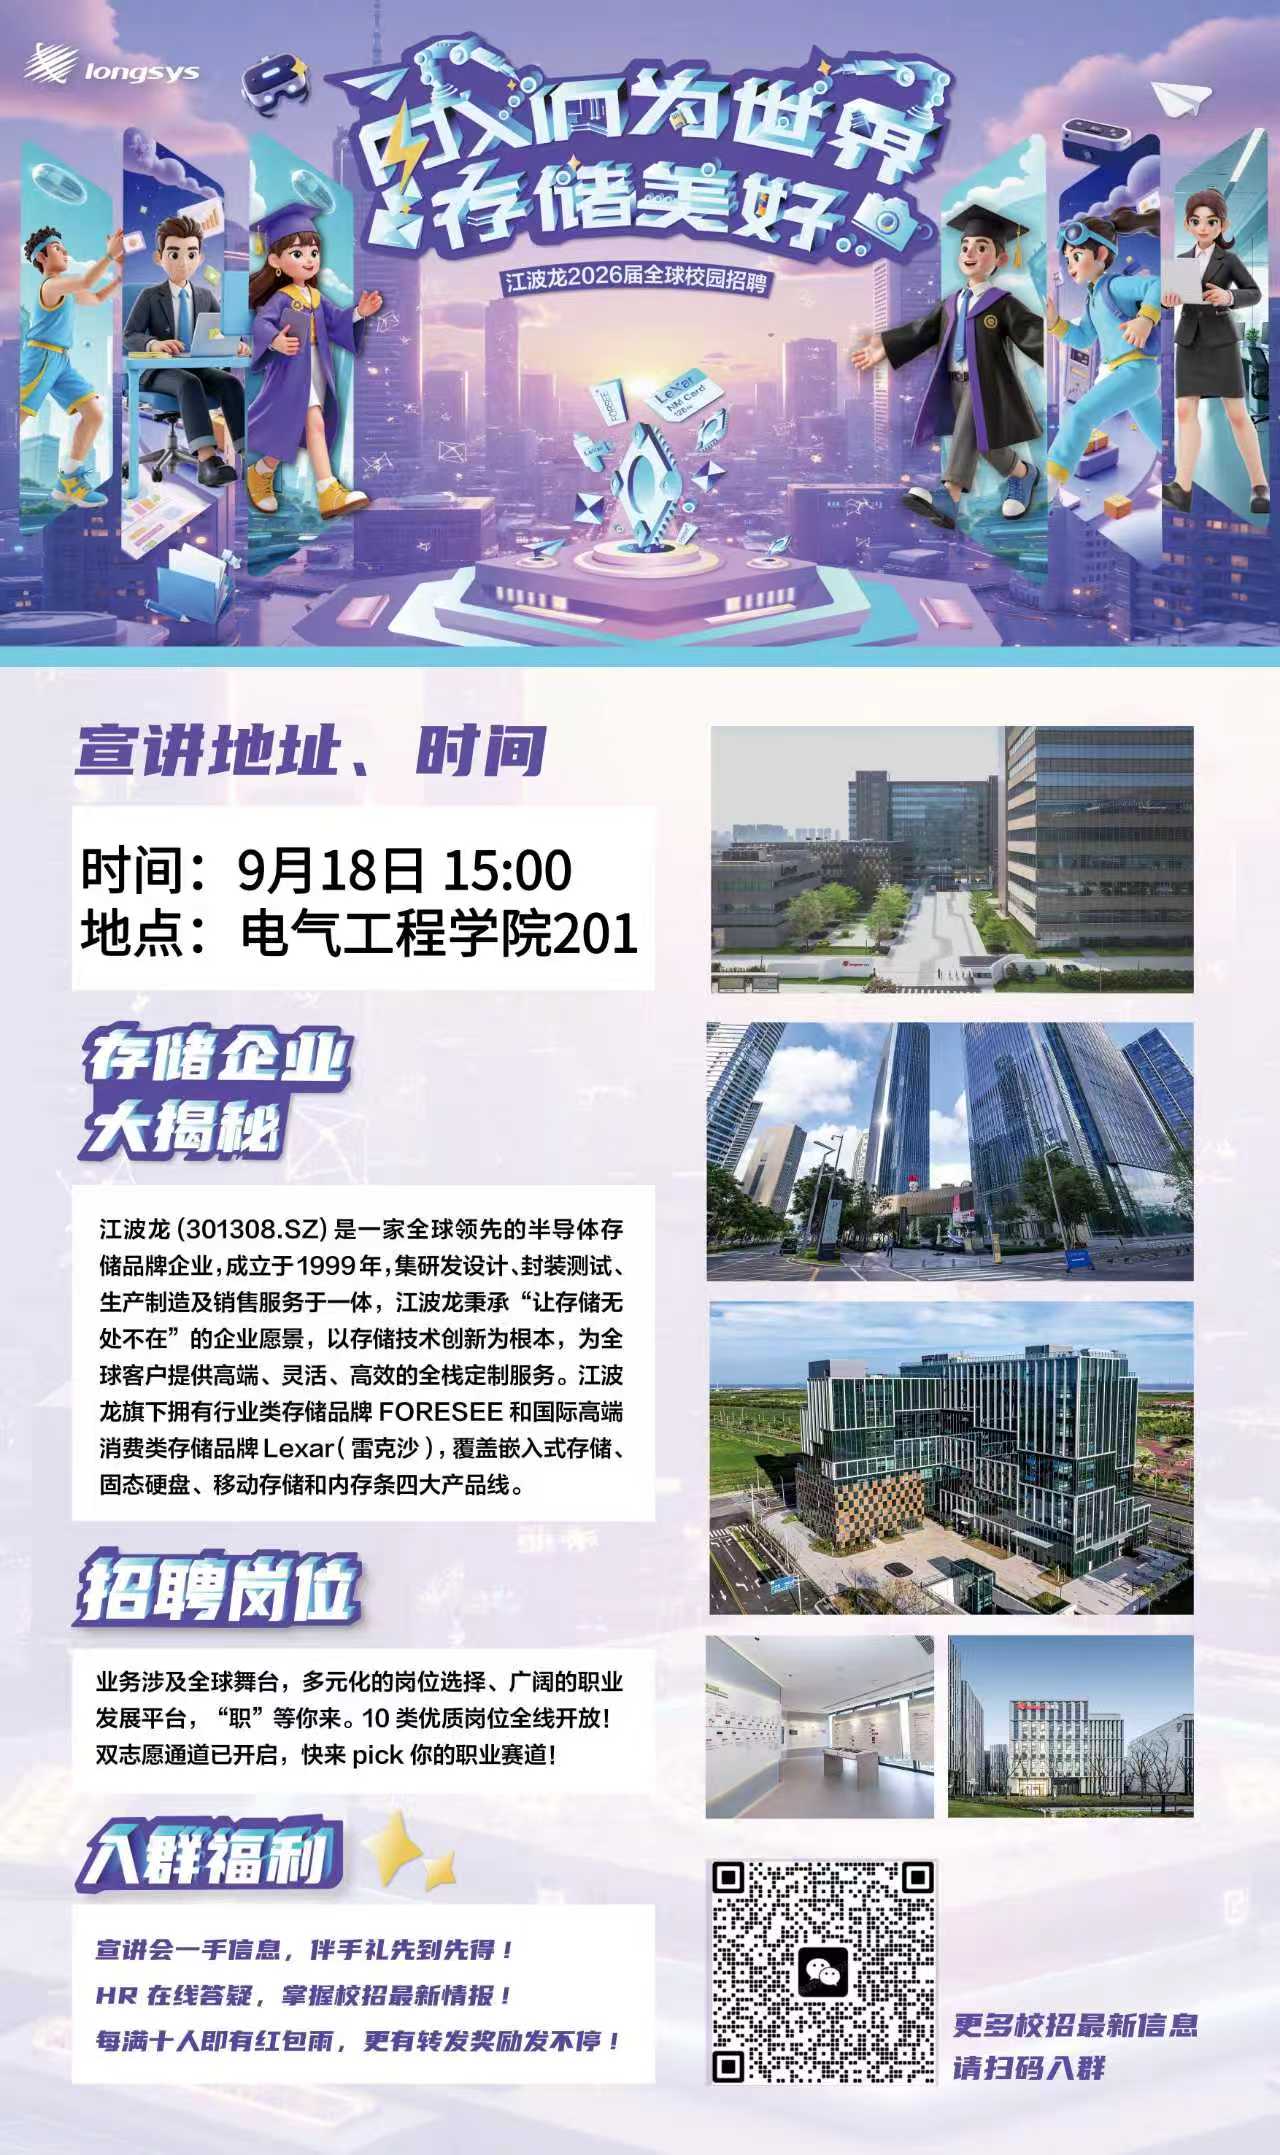 longsys
我们为世界
存储美好
江波龙2026届全球校园招聘
FORESEE
Lexar
NM Card
Lexar
宣讲地址、时间
时间：9月18日 15:00
地点：电气工程学院201
存储企业
大揭秘
江波龙（301308.SZ）是一家全球领先的半导体存
储品牌企业，成立于1999年，集研发设计、封装测试、
生产制造及销售服务于一体，江波龙秉承“让存储无
处不在”的企业愿景，以存储技术创新为根本，为全
球客户提供高端、灵活、高效的全栈定制服务。江波
龙旗下拥有行业类存储品牌 FORESEE 和国际高端
消费类存储品牌 Lexar（雷克沙），覆盖嵌入式存储、
固态硬盘、移动存储和内存条四大产品线。
招聘岗位
业务涉及全球舞台，多元化的岗位选择、广阔的职业
发展平台，“职”等你来。10 类优质岗位全线开放！
双志愿通道已开启，快来 pick 你的职业赛道！
入群福利
宣讲会一手信息，伴手礼先到先得！
HR 在线答疑，掌握校招最新情报！
每满十人即有红包雨，更有转发奖励发不停！
更多校招最新信息
请扫码入群